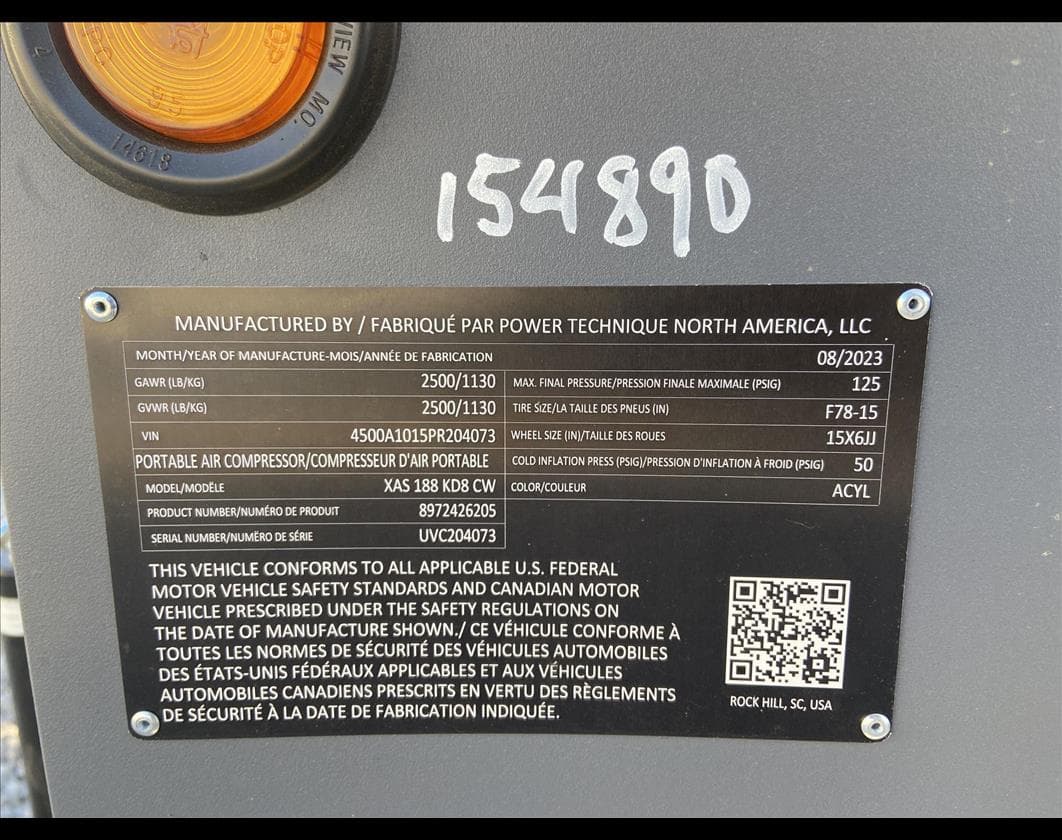 VIEW MO.
14618
154890
MANUFACTURED BY / FABRIQUÉ PAR POWER TECHNIQUE NORTH AMERICA, LLC
MONTH/YEAR OF MANUFACTURE-MOIS/ANNÉE DE FABRICATION 08/2023
GAWR (LB/KG) 2500/1130 MAX. FINAL PRESSURE/PRESSION FINALE MAXIMALE (PSIG) 125
GVWR (LB/KG) 2500/1130 TIRE SIZE/LA TAILLE DES PNEUS (IN) F78-15
VIN 4500A1015PR204073 WHEEL SIZE (IN)/TAILLE DES ROUES 15X6JJ
PORTABLE AIR COMPRESSOR/COMPRESSEUR D'AIR PORTABLE COLD INFLATION PRESS (PSIG)/PRESSION D'INFLATION À FROID (PSIG) 50
MODEL/MODÈLE XAS 188 KD8 CW COLOR/COULEUR ACYL
PRODUCT NUMBER/NUMÉRO DE PRODUIT 8972426205
SERIAL NUMBER/NUMËRO DE SÉRIE UVC204073
THIS VEHICLE CONFORMS TO ALL APPLICABLE U.S. FEDERAL
MOTOR VEHICLE SAFETY STANDARDS AND CANADIAN MOTOR
VEHICLE PRESCRIBED UNDER THE SAFETY REGULATIONS ON
THE DATE OF MANUFACTURE SHOWN./ CE VÉHICULE CONFORME À
TOUTES LES NORMES DE SÉCURITÉ DES VÉHICULES AUTOMOBILES
DES ÉTATS-UNIS FÉDÉRAUX APPLICABLES ET AUX VÉHICULES
AUTOMOBILES CANADIENS PRESCRITS EN VERTU DES RÈGLEMENTS
DE SÉCURITÉ À LA DATE DE FABRICATION INDIQUÉE.
ROCK HILL, SC, USA